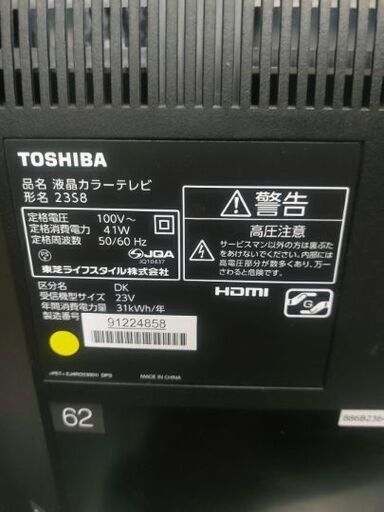 TOSHIBA
品名 液晶カラーテレビ
形名 23S8
定格電圧 100V～
定格消費電力 41W
定格周波数 50/60 Hz
JQA
JQ10437
東芝ライフスタイル株式会社
警告
高圧注意
サービスマン以外の方は裏ぶた
をあけないでください。内部には
高電圧部分が数多くあり、万一さ
わると危険です。
区分名 DK
受信機型サイズ 23V
年間消費電力量 31kWh/年
製造番号
91224858
HDMI
G
MADE IN CHINA
62